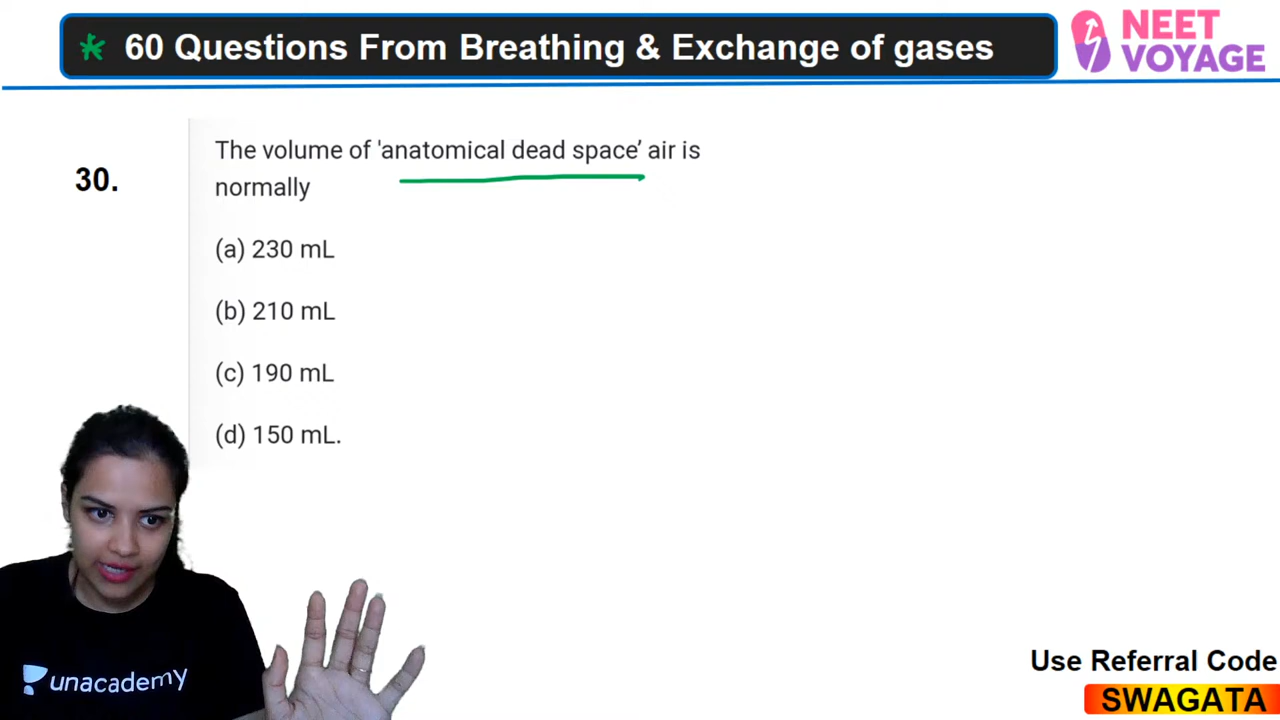 * 60 Questions From Breathing & Exchange of gases
NEET
VOYAGE
30.
The volume of 'anatomical dead space’ air is
normally
(a) 230 mL
(b) 210 mL
(c) 190 mL
(d) 150 mL.
unacademy
Use Referral Code
SWAGATA